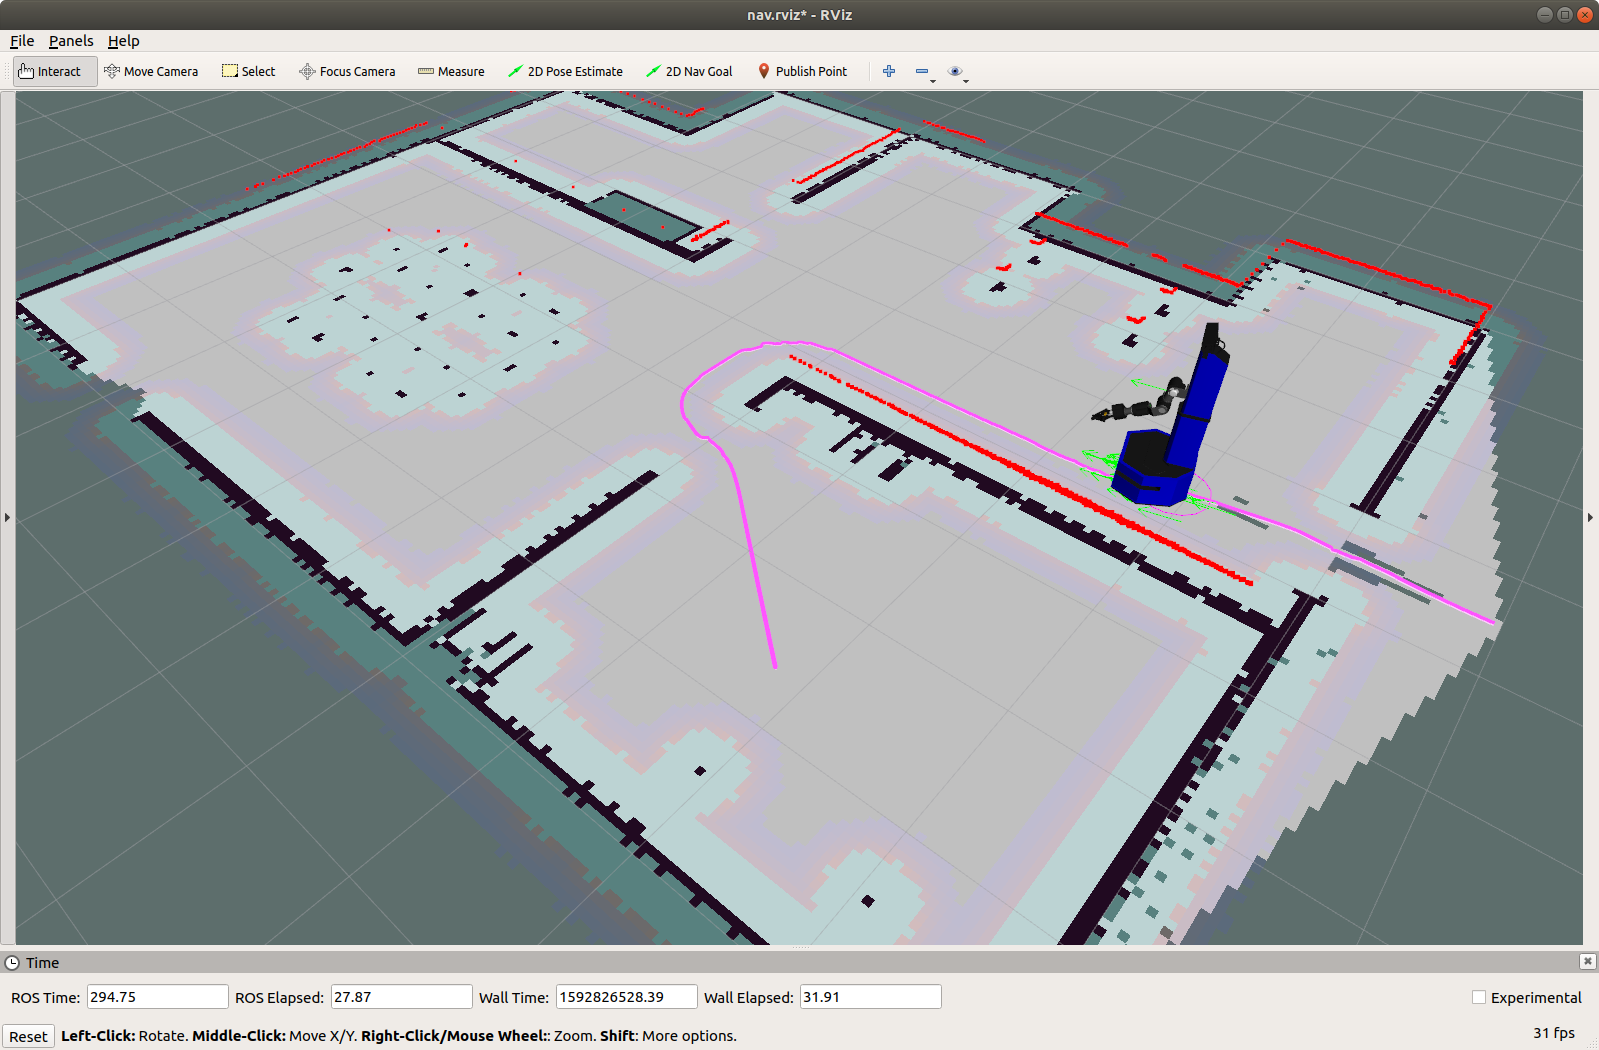 nav.rviz* - RViz
File Panels Help
Interact Move Camera Select Focus Camera Measure 2D Pose Estimate 2D Nav Goal Publish Point
Time
ROS Time: 294.75 ROS Elapsed: 27.87 Wall Time: 1592826528.39 Wall Elapsed: 31.91 Experimental
Reset Left-Click: Rotate. Middle-Click: Move X/Y. Right-Click/Mouse Wheel:: Zoom. Shift: More options. 31 fps